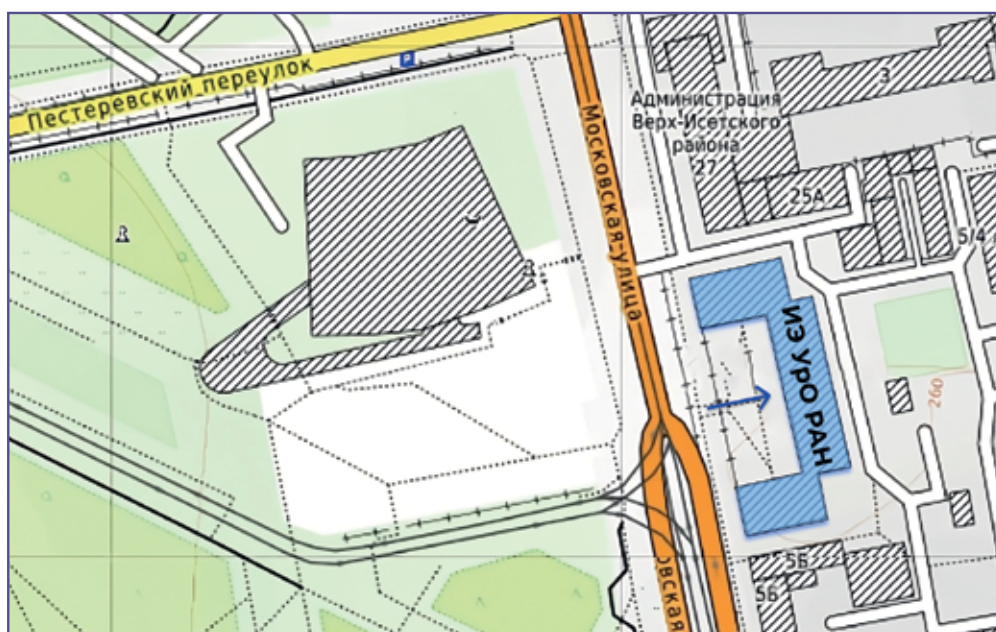 Пестеревский переулок
P
Московская улица
3
Администрация
Верх-Исетского
района
27
25А
5/4
ИЭ УрО РАН
260
5Б
5Б
овская